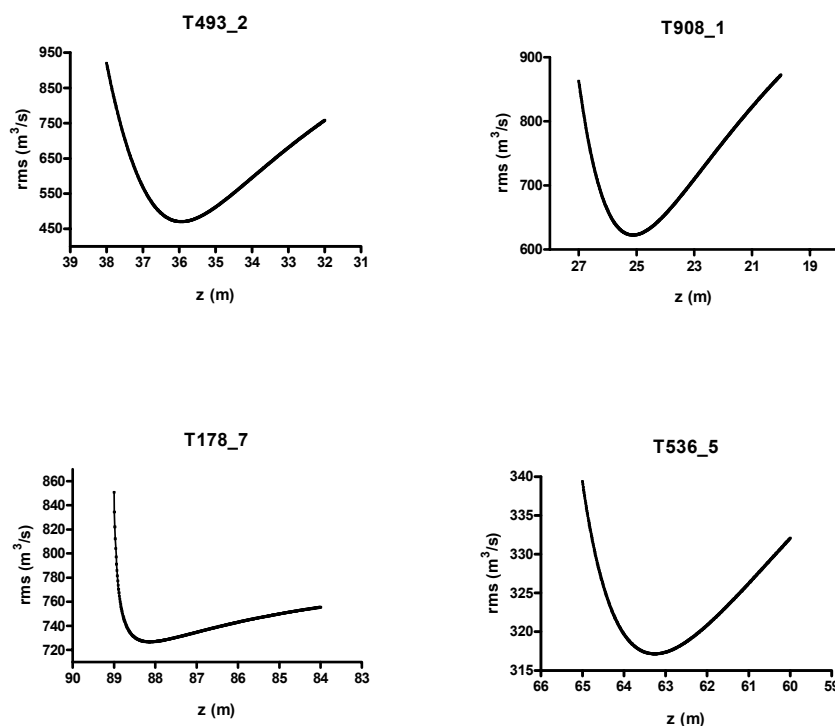 T493_2
950
850
750
650
550
450
rms (m³/s)
39 38 37 36 35 34 33 32 31
z (m)
T908_1
900
800
700
600
rms (m³/s)
27 25 23 21 19
z (m)
T178_7
860
840
820
800
780
760
740
720
rms (m³/s)
90 89 88 87 86 85 84 83
z (m)
T536_5
340
335
330
325
320
315
rms (m³/s)
66 65 64 63 62 61 60 59
z (m)